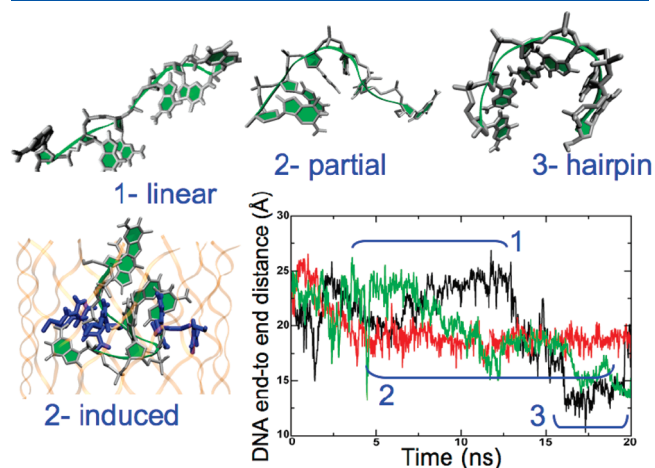 1- linear
2- partial
3- hairpin
2- induced
DNA end-to end distance (Å)
30
25
20
15
10
1
2
3
0
5
10
15
20
Time (ns)